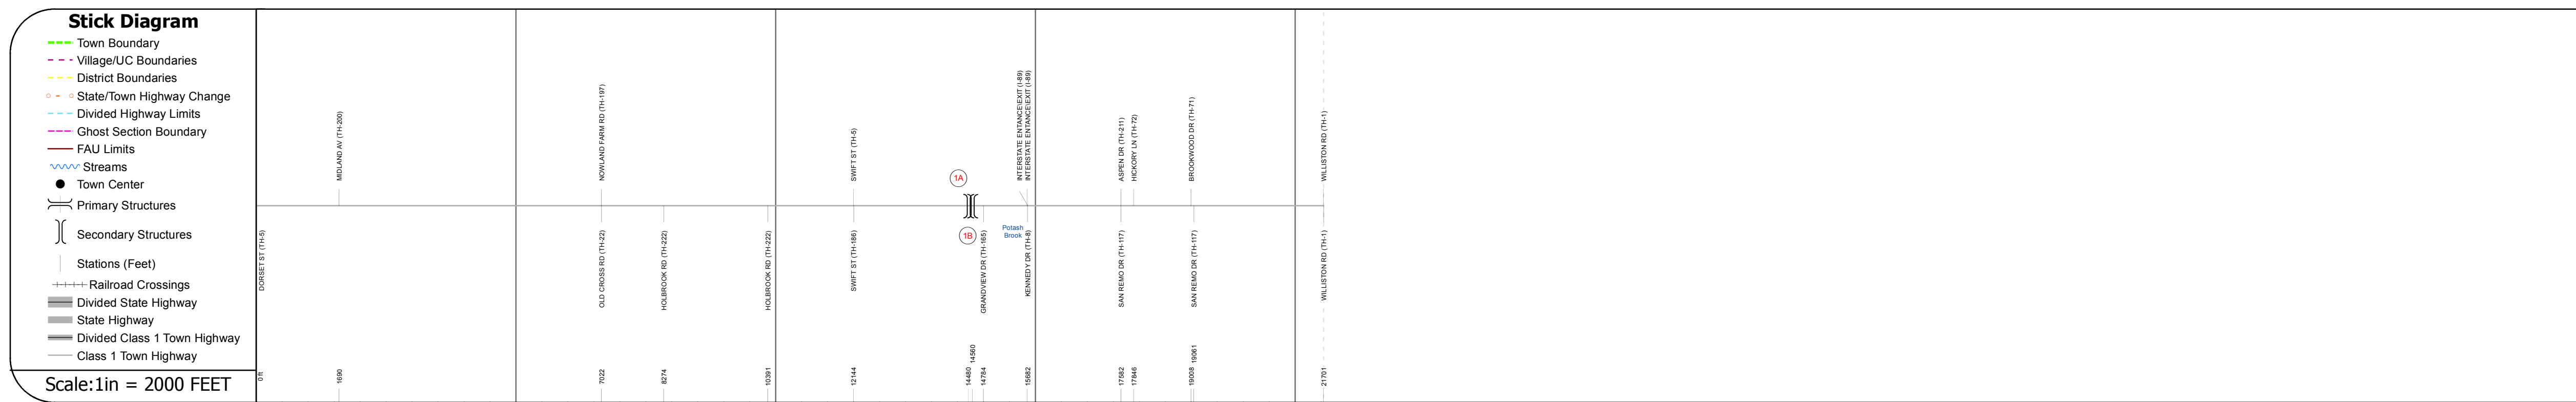 Stick Diagram
Town Boundary
Village/UC Boundaries
District Boundaries
State/Town Highway Change
Divided Highway Limits
Ghost Section Boundary
FAU Limits
Streams
Town Center
Primary Structures
Secondary Structures
Stations (Feet)
Railroad Crossings
Divided State Highway
State Highway
Divided Class 1 Town Highway
Class 1 Town Highway
Scale:1in = 2000 FEET
MIDLAND AV (TH-200)
NOWLAND FARM RD (TH-197)
SWIFT ST (TH-5)
1A
INTERSTATE ENTANCE\EXIT (I-89)
INTERSTATE ENTANCE\EXIT (I-89)
ASPEN DR (TH-211)
HICKORY LN (TH-72)
BROOKWOOD DR (TH-71)
WILLISTON RD (TH-1)
DORSET ST (TH-5)
OLD CROSS RD (TH-22)
HOLBROOK RD (TH-222)
HOLBROOK RD (TH-222)
SWIFT ST (TH-186)
1B
GRANDVIEW DR (TH-165)
Potash
Brook
KENNEDY DR (TH-8)
SAN REMO DR (TH-117)
SAN REMO DR (TH-117)
WILLISTON RD (TH-1)
0 ft
1690
7022
8274
10391
12144
14480
14560
14784
15682
17582
17846
19008
19061
21701